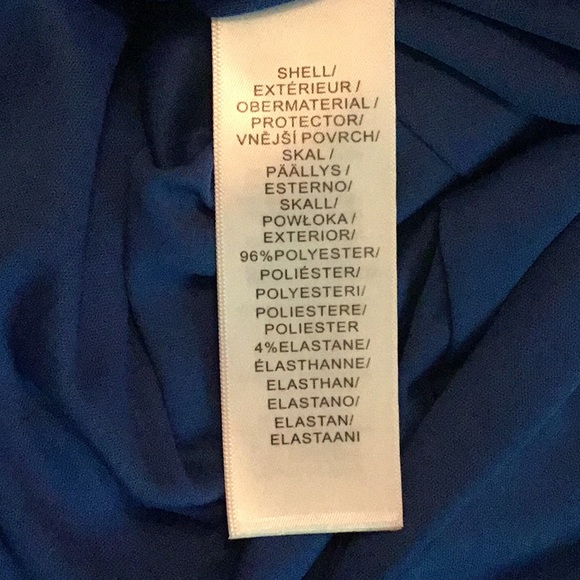 SHELL/
EXTÉRIEUR /
OBERMATERIAL /
PROTECTOR/
VNĚJŠÍ POVRCH/
SKAL /
PÄÄLLYS /
ESTERNO/
SKALL/
POWŁOKA /
EXTERIOR/
96%POLYESTER/
POLIÉSTER/
POLYESTERI/
POLIESTERE/
POLIESTER
4%ELASTANE/
ÉLASTHANNE/
ELASTHAN/
ELASTANO/
ELASTAN/
ELASTAANI